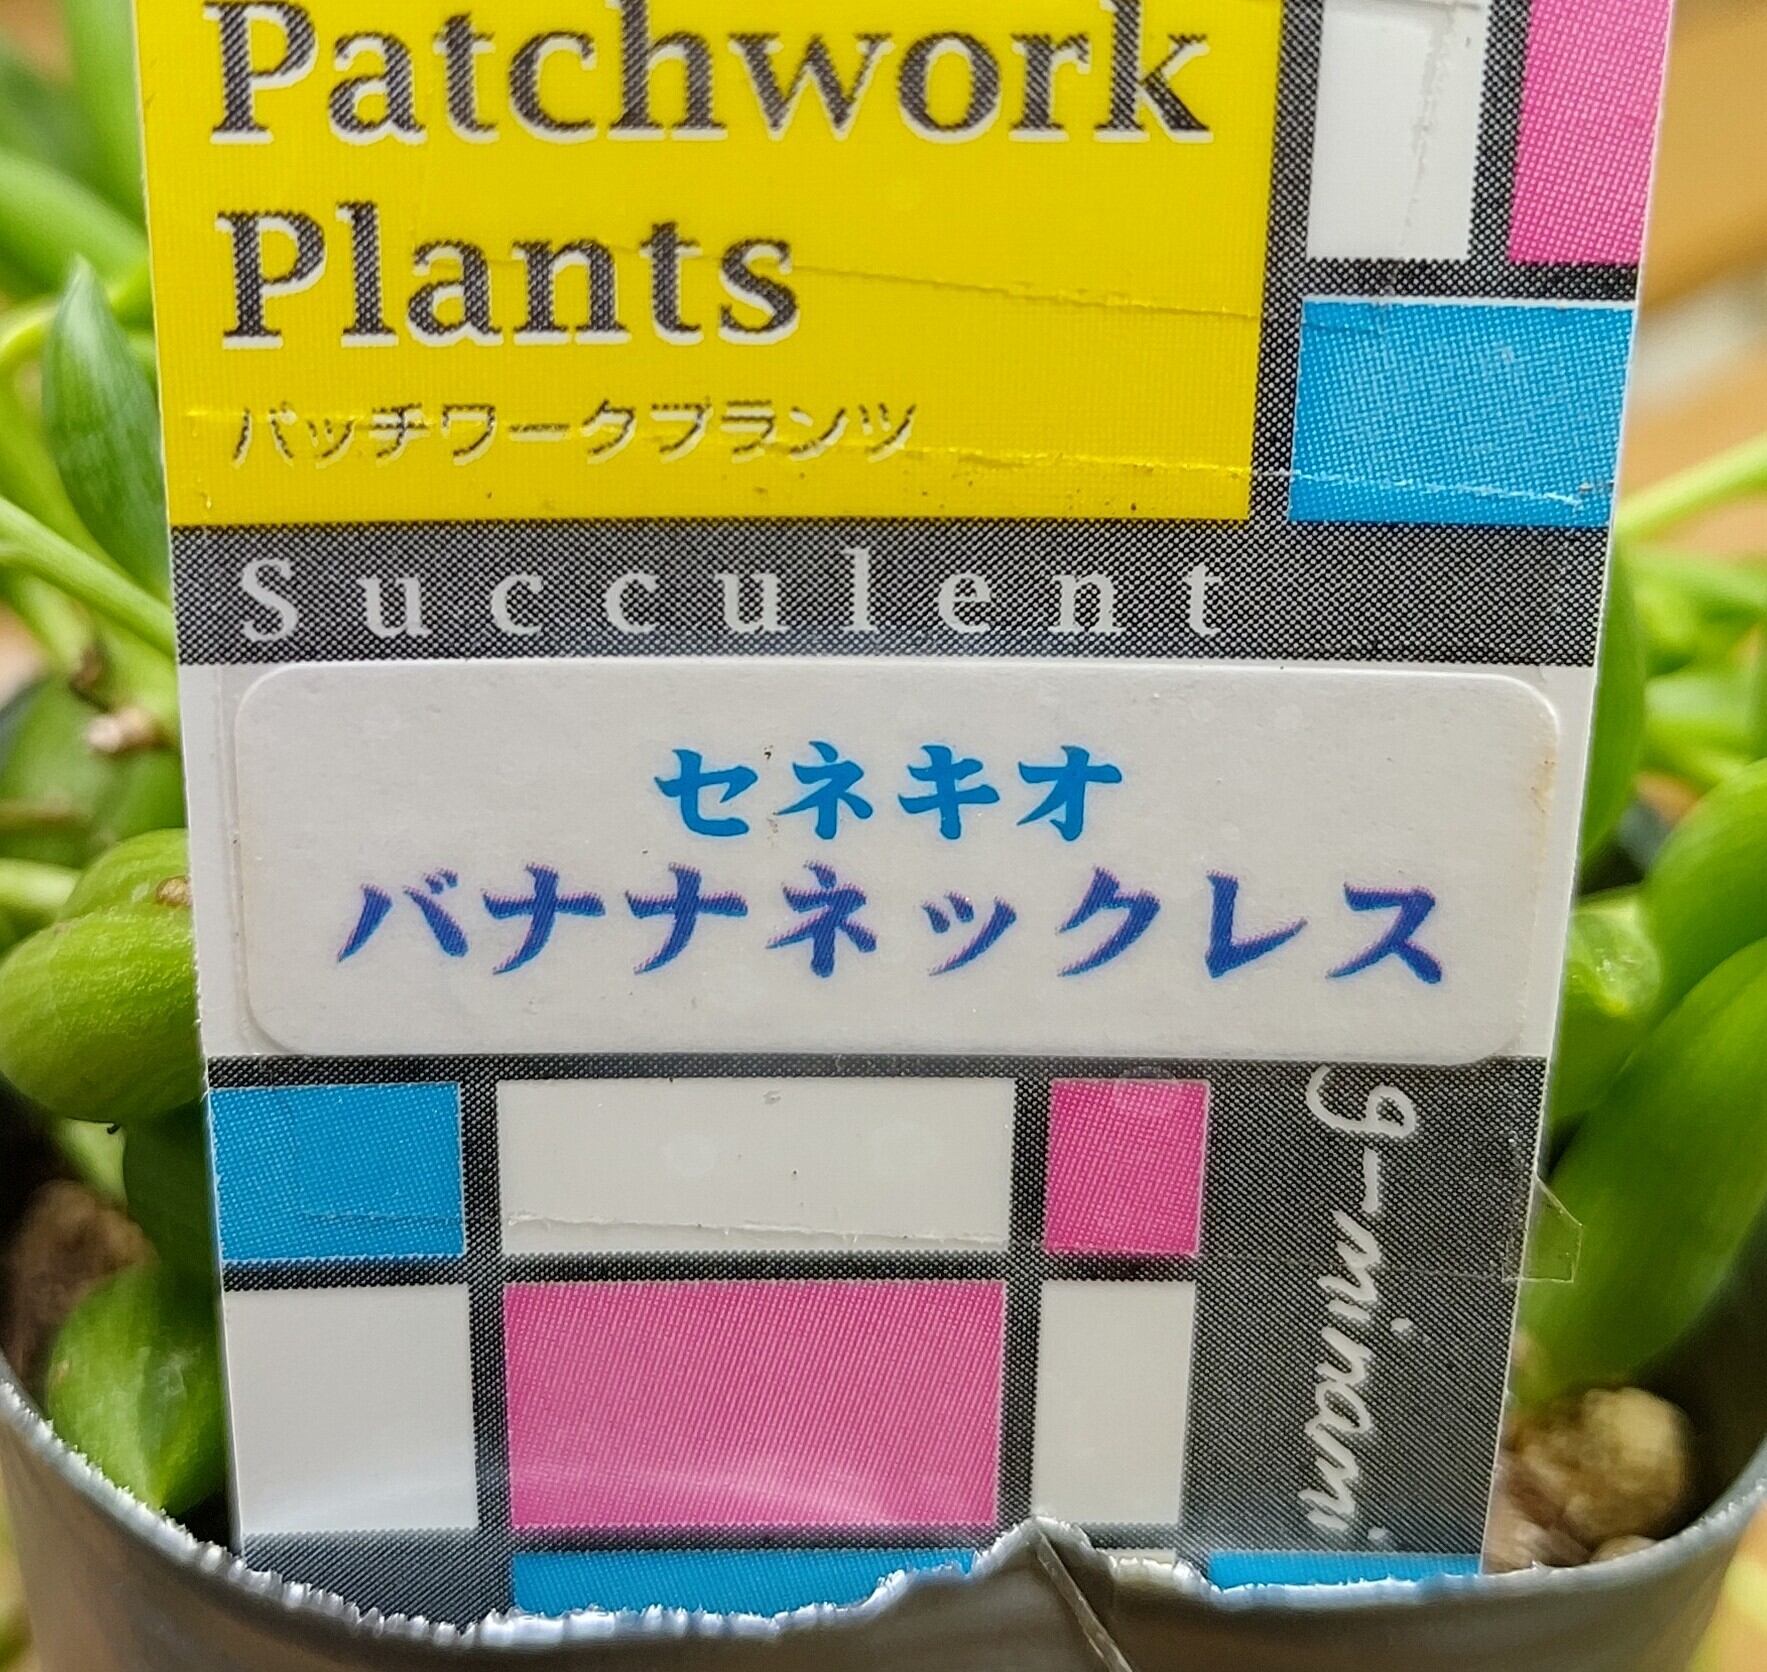 Patchwork
Plants
パッチワークプランツ
Succulent
セネキオ
バナナネックレス
g-minami